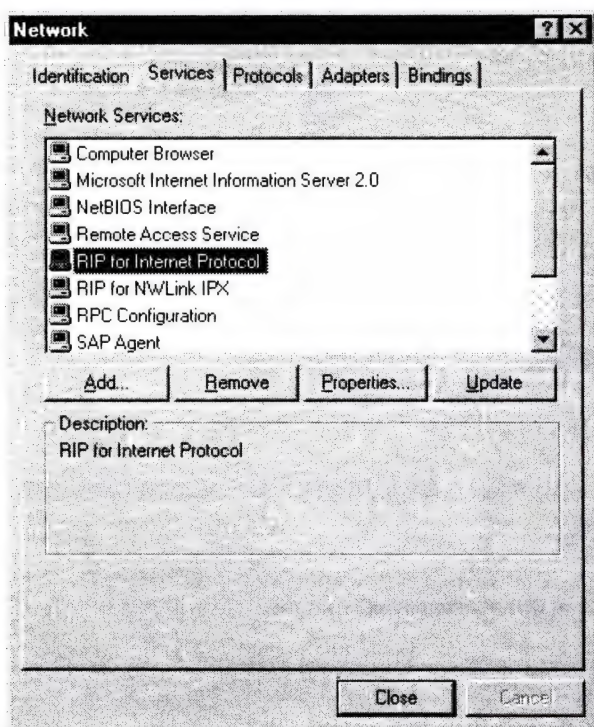 Network
Identification Services Protocols Adapters Bindings
Network Services:
Computer Browser
Microsoft Internet Information Server 2.0
NetBIOS Interface
Remote Access Service
RIP for Internet Protocol
RIP for NWLink IPX
RPC Configuration
SAP Agent
Add... Remove Properties... Update
Description:
RIP for Internet Protocol
Close Cancel